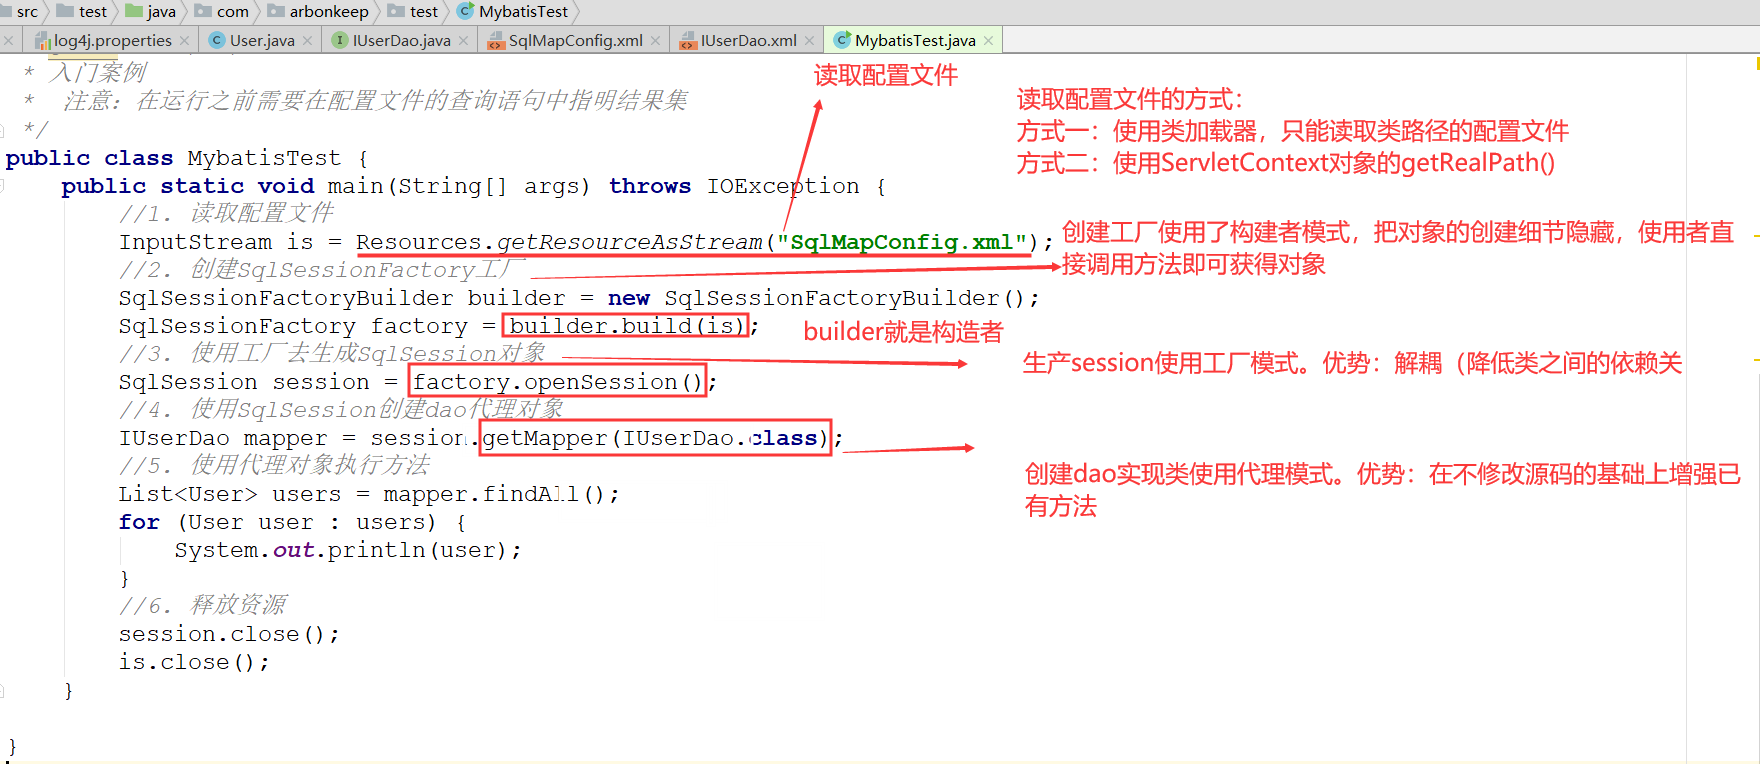 src test java com arbonkeep test MybatisTest
log4j.properties User.java IUserDao.java SqlMapConfig.xml IUserDao.xml MybatisTest.java
* 入门案例
* 注意：在运行之前需要在配置文件的查询语句中指明结果集
*/
public class MybatisTest {
public static void main(String[] args) throws IOException {
//1. 读取配置文件
InputStream is = Resources.getResourceAsStream("SqlMapConfig.xml");
//2. 创建SqlSessionFactory工厂
SqlSessionFactoryBuilder builder = new SqlSessionFactoryBuilder();
SqlSessionFactory factory = builder.build(is);
//3. 使用工厂去生成SqlSession对象
SqlSession session = factory.openSession();
//4. 使用SqlSession创建dao代理对象
IUserDao mapper = session.getMapper(IUserDao.class);
//5. 使用代理对象执行方法
List<User> users = mapper.findAll();
for (User user : users) {
System.out.println(user);
}
//6. 释放资源
session.close();
is.close();
}
}
读取配置文件
读取配置文件的方式：
方式一：使用类加载器，只能读取类路径的配置文件
方式二：使用ServletContext对象的getRealPath()
创建工厂使用了构建者模式，把对象的创建细节隐藏，使用者直
接调用方法即可获得对象
builder就是构造者
生产session使用工厂模式。优势：解耦（降低类之间的依赖关
创建dao实现类使用代理模式。优势：在不修改源码的基础上增强已
有方法